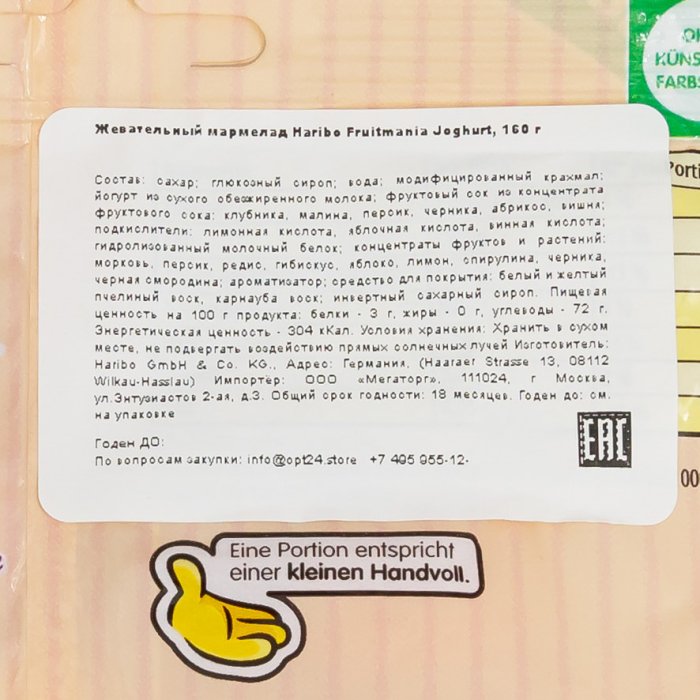 OH
KÜNS
FARBS
Жевательный мармелад Haribo Fruitmania Joghurt, 160 г
Porti
Состав: сахар; глюкозный сироп; вода; модифицированный крахмал;
йогурт из сухого обезжиренного молока; фруктовый сок из концентрата
фруктового сока: клубника, малина, персик, черника, абрикос, вишня;
подкислители: лимонная кислота, яблочная кислота, винная кислота;
гидролизованный молочный белок; концентраты фруктов и растений:
морковь, персик, редис, гибискус, яблоко, лимон, спирулина, черника,
черная смородина; ароматизатор; средство для покрытия: белый и желтый
пчелиный воск, карнауба воск; инвертный сахарный сироп. Пищевая
ценность на 100 г продукта: белки - 3 г, жиры - 0 г, углеводы - 72 г.
Энергетическая ценность - 304 кКал. Условия хранения: Хранить в сухом
месте, не подвергать воздействию прямых солнечных лучей Изготовитель:
Haribo GmbH & Co. KG., Адрес: Германия, (Haaraer Strasse 13, 08112
Wilkau-Hasslau) Импортёр: ООО «Мегаторг», 111024, г Москва,
ул.Энтузиастов 2-ая, д.3. Общий срок годности: 18 месяцев. Годен до: см.
на упаковке
EAC
Годен ДО:
По вопросам закупки: info@opt24.store +7 495 055-12-
00
Eine Portion entspricht
einer kleinen Handvoll.